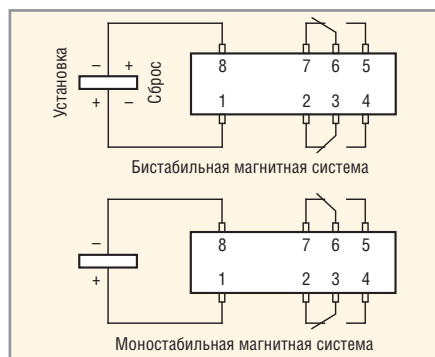 Установка
– +
+ –
Сброс
8 7 6 5
1 2 3 4
Бистабильная магнитная система
–
+
8 7 6 5
1 2 3 4
Моностабильная магнитная система